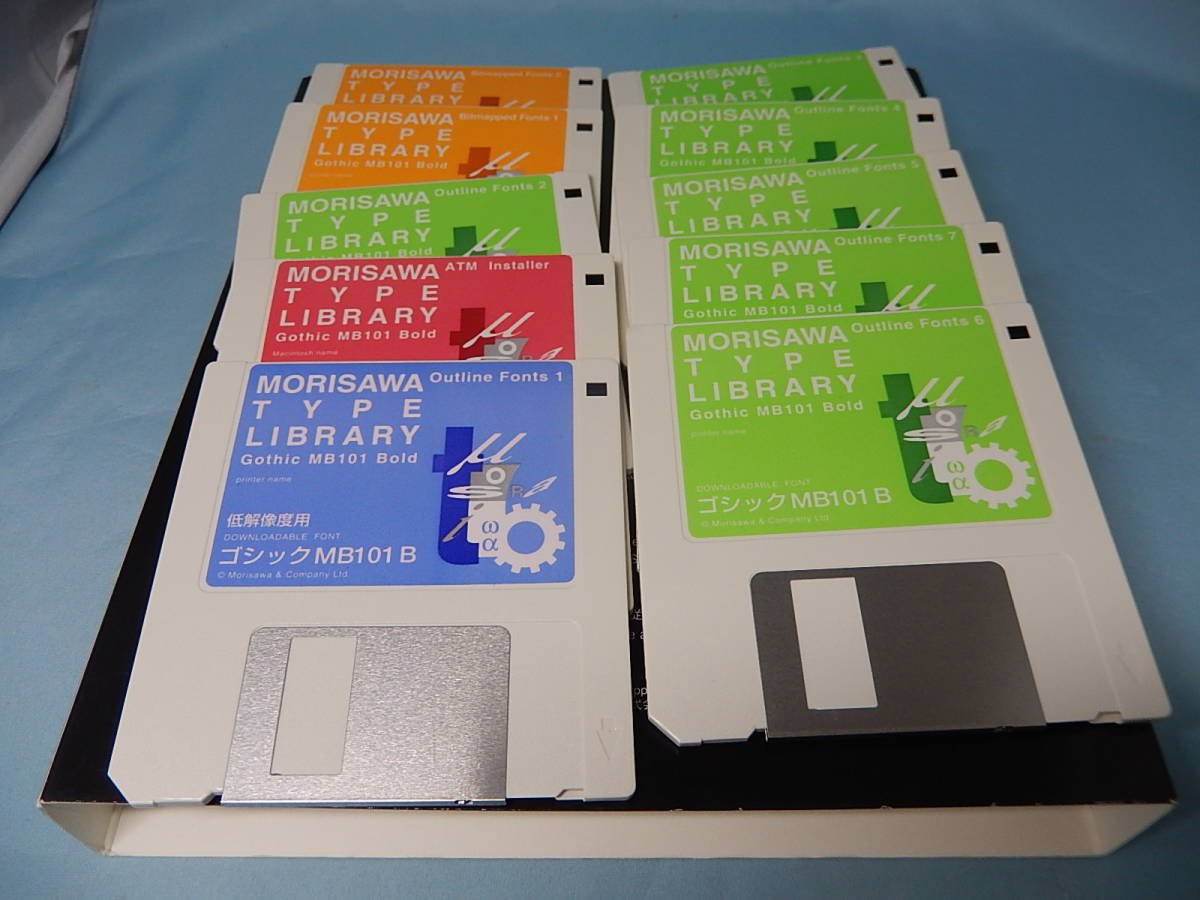 MORISAWA
Bitmapped Fonts 2
TYPE
LIBRARY
MORISAWA
Bitmapped Fonts 1
TYPE
LIBRARY
Gothic MB101 Bold
MORISAWA
Outline Fonts 2
TYPE
LIBRARY
Gothic MB101 Bold
MORISAWA
ATM Installer
TYPE
LIBRARY
Gothic MB101 Bold
Macintosh name
MORISAWA
Outline Fonts 1
TYPE
LIBRARY
Gothic MB101 Bold
printer name
低解像度用
DOWNLOADABLE FONT
ゴシックMB101 B
© Morisawa & Company Ltd.
ω
α
MORISAWA
Outline Fonts 3
TYPE
LIBRARY
MORISAWA
Outline Fonts 4
TYPE
LIBRARY
Gothic MB101 Bold
MORISAWA
Outline Fonts 5
TYPE
LIBRARY
MORISAWA
Outline Fonts 7
TYPE
LIBRARY
Gothic MB101 Bold
MORISAWA
Outline Fonts 6
TYPE
LIBRARY
Gothic MB101 Bold
printer name
DOWNLOADABLE FONT
ゴシックMB101 B
© Morisawa & Company Ltd.
ω
α